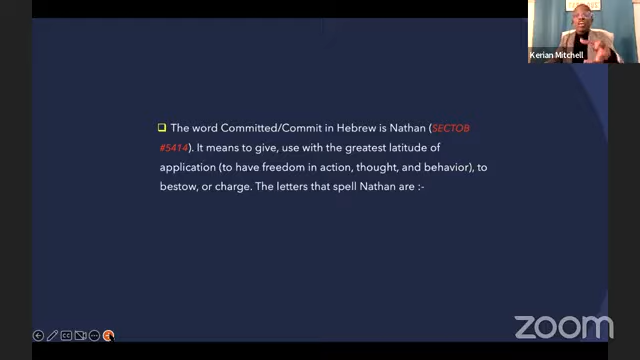 Kerian Mitchell
The word Committed/Commit in Hebrew is Nathan (SECTOB
#5414). It means to give, use with the greatest latitude of
application (to have freedom in action, thought, and behavior), to
bestow, or charge. The letters that spell Nathan are :-
zoom